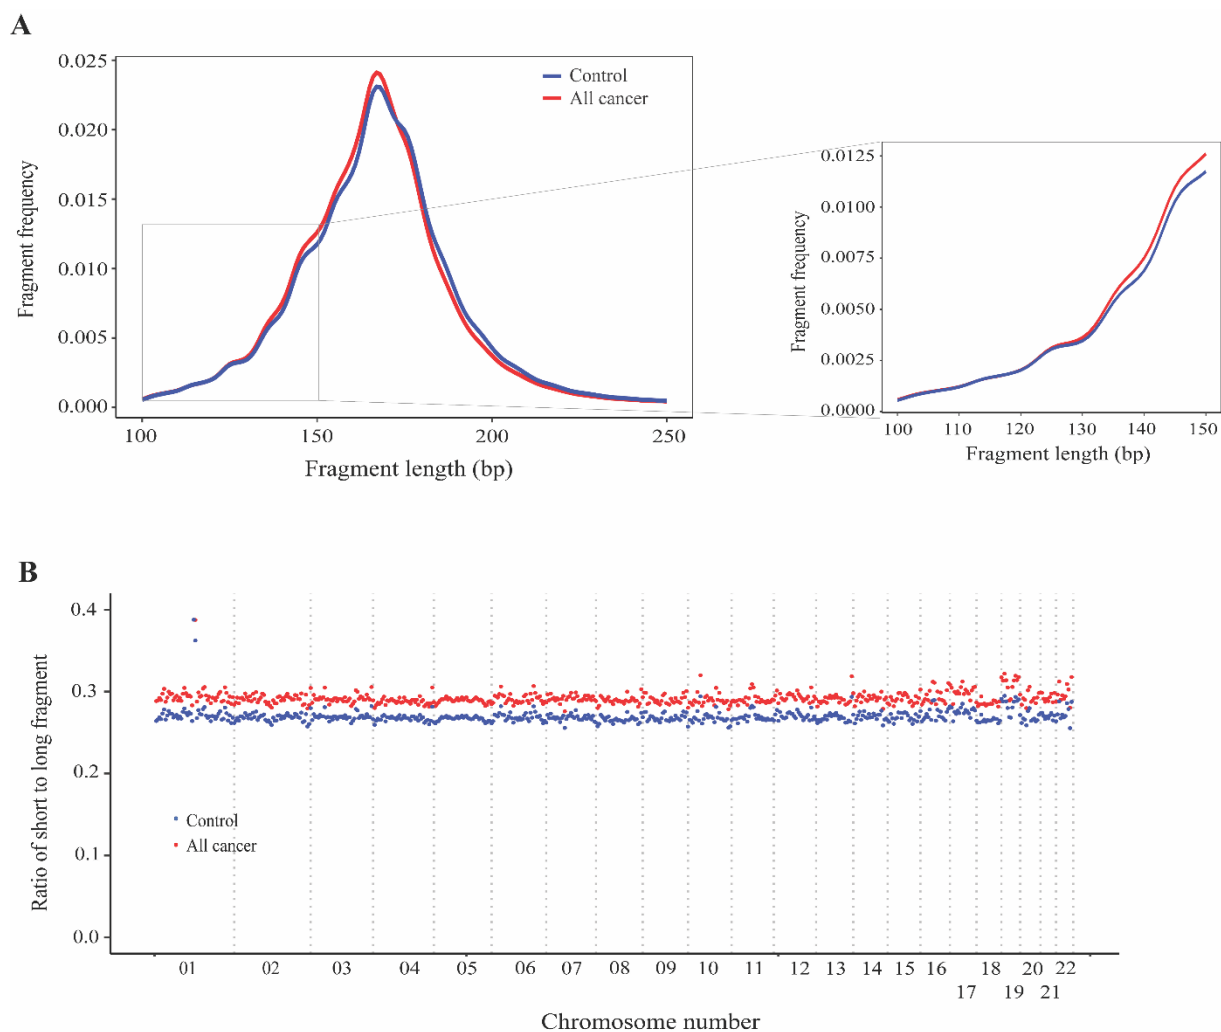 A
0.025
0.020
0.015
0.010
0.005
0.000
Fragment frequency
Control
All cancer
100 150 200 250
Fragment length (bp)
0.0125
0.0100
0.0075
0.0050
0.0025
0.0000
Fragment frequency
100 110 120 130 140 150
Fragment length (bp)
B
0.4
0.3
0.2
0.1
0.0
Ratio of short to long fragment
Control
All cancer
01 02 03 04 05 06 07 08 09 10 11 12 13 14 15 16 18 20 22
17 19 21
Chromosome number